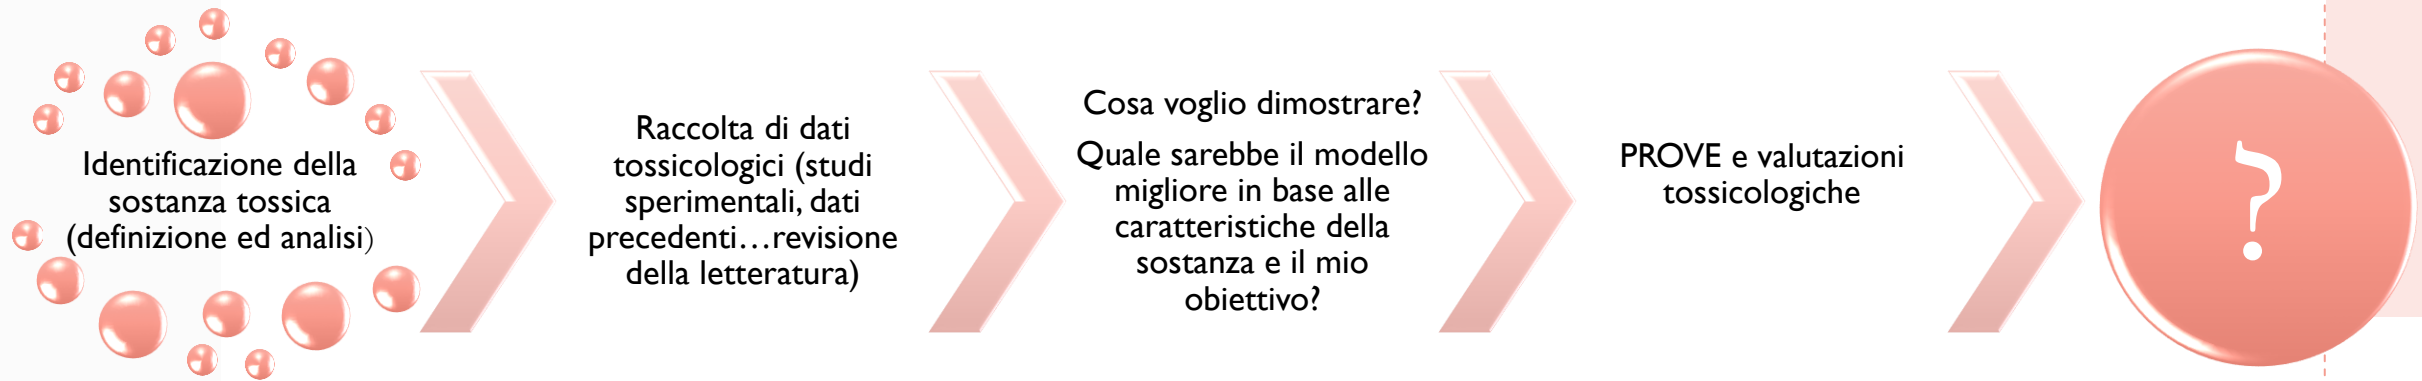 Identificazione della
sostanza tossica
(definizione ed analisi)
Raccolta di dati
tossicologici (studi
sperimentali, dati
precedenti…revisione
della letteratura)
Cosa voglio dimostrare?
Quale sarebbe il modello
migliore in base alle
caratteristiche della
sostanza e il mio
obiettivo?
PROVE e valutazioni
tossicologiche
?